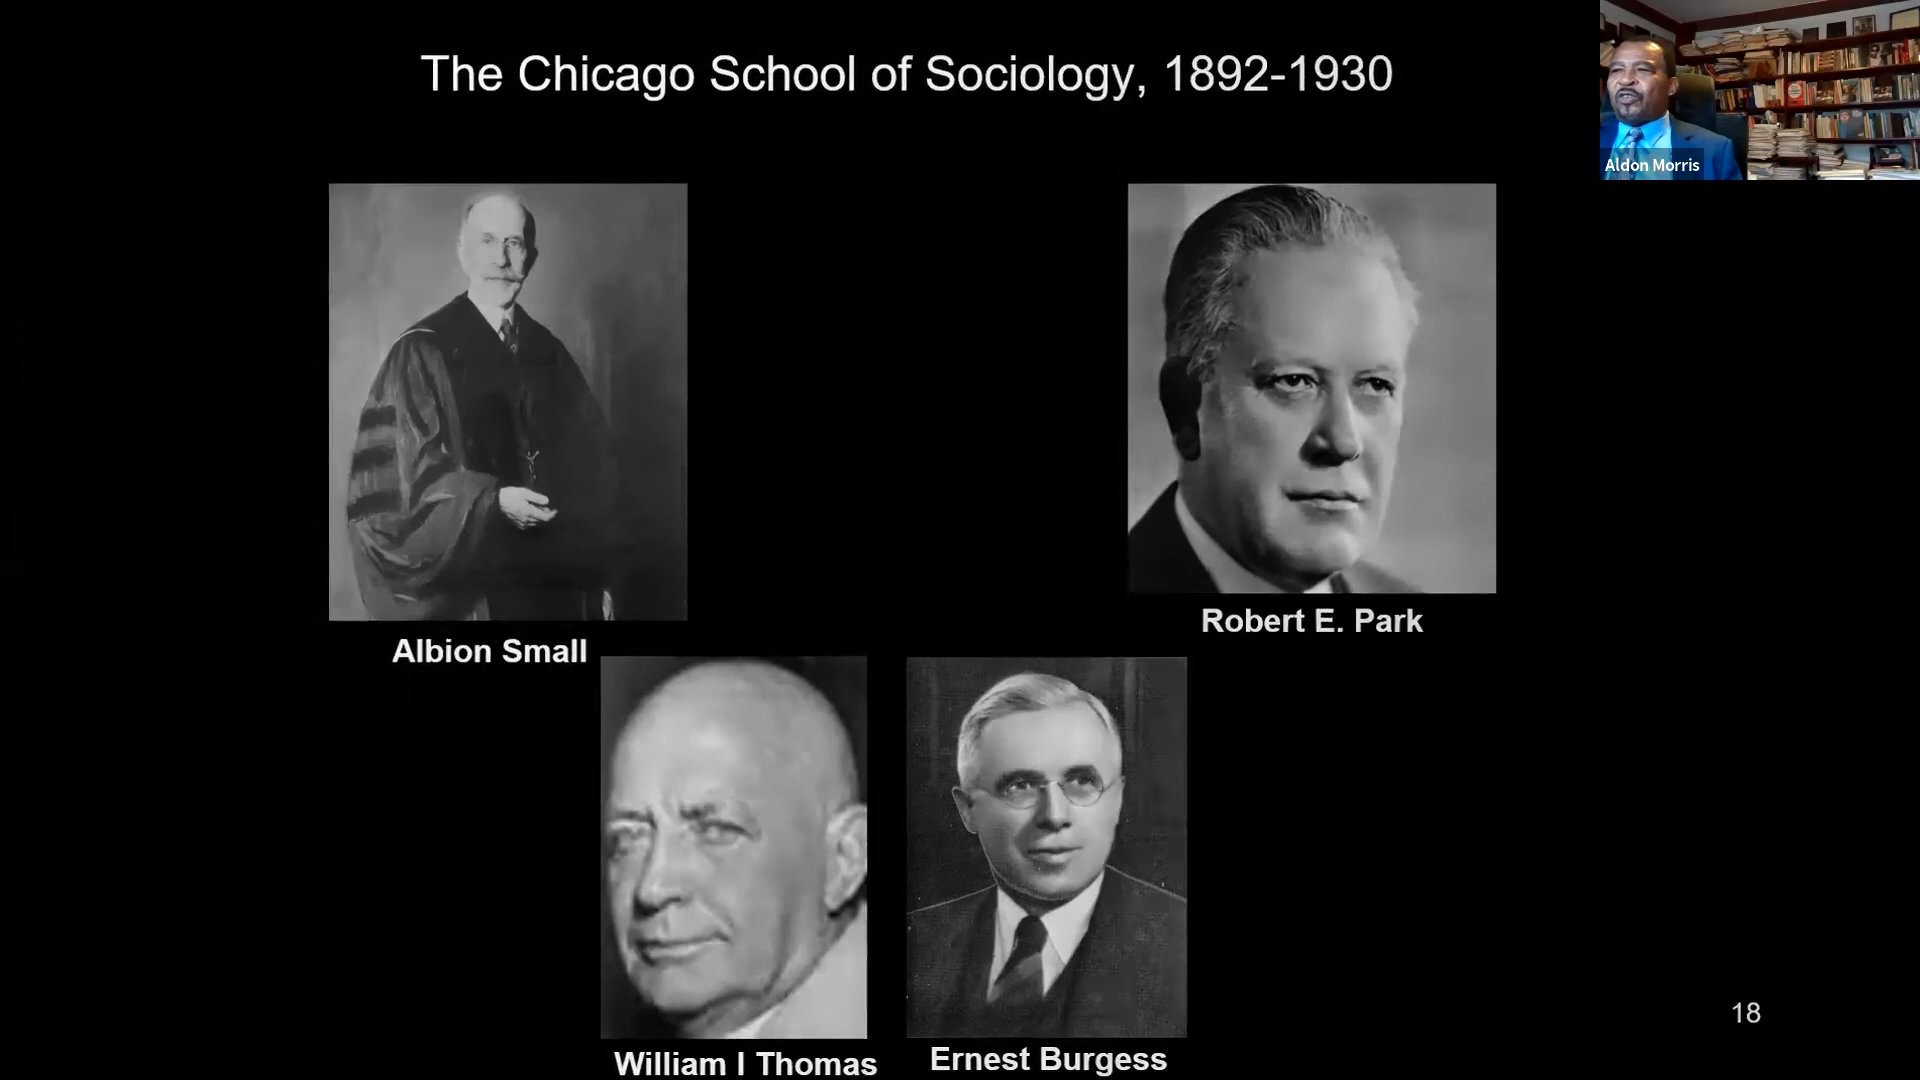 The Chicago School of Sociology, 1892-1930
Aldon Morris
Albion Small
Robert E. Park
William I Thomas
Ernest Burgess
18